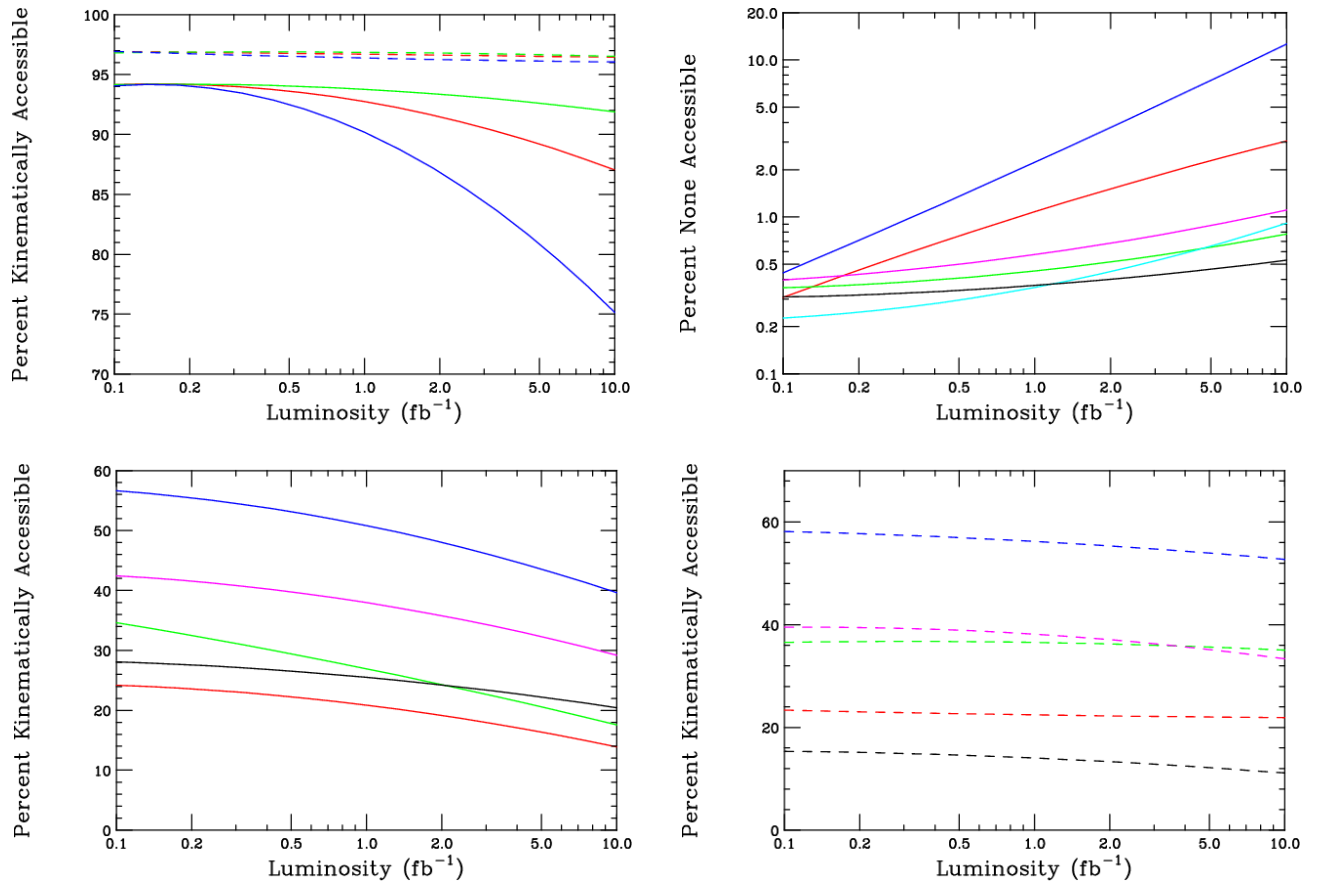 Percent Kinematically Accessible
100
95
90
85
80
75
70
0.1 0.2 0.5 1.0 2.0 5.0 10.0
Luminosity (fb⁻¹)
Percent None Accessible
20.0
10.0
5.0
2.0
1.0
0.5
0.2
0.1
0.1 0.2 0.5 1.0 2.0 5.0 10.0
Luminosity (fb⁻¹)
Percent Kinematically Accessible
60
50
40
30
20
10
0
0.1 0.2 0.5 1.0 2.0 5.0 10.0
Luminosity (fb⁻¹)
Percent Kinematically Accessible
60
40
20
0
0.1 0.2 0.5 1.0 2.0 5.0 10.0
Luminosity (fb⁻¹)